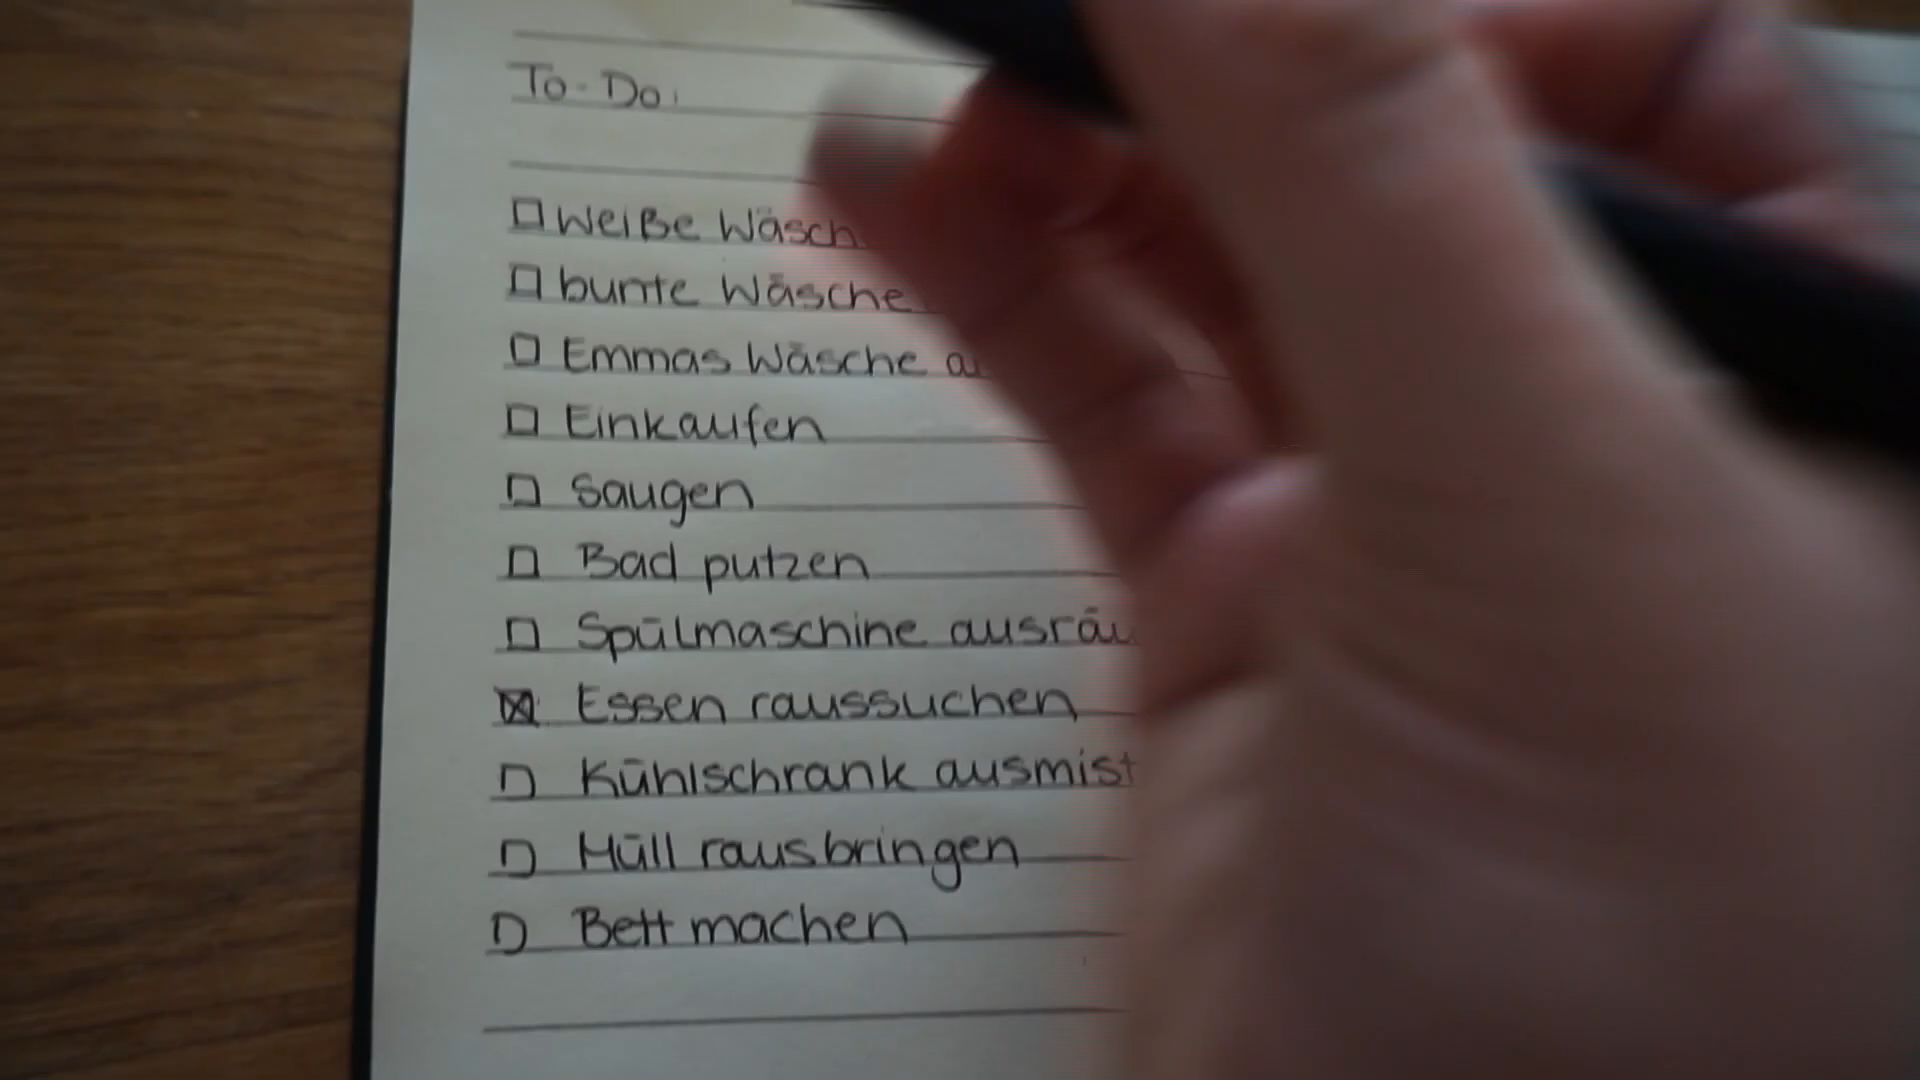 To-Do:
Weiße Wäsch
bunte Wäsche
Emmas Wäsche
Einkaufen
Saugen
Bad putzen
Spülmaschine ausräu
Essen raussuchen
Kühlschrank ausmist
Müll rausbringen
Bett machen